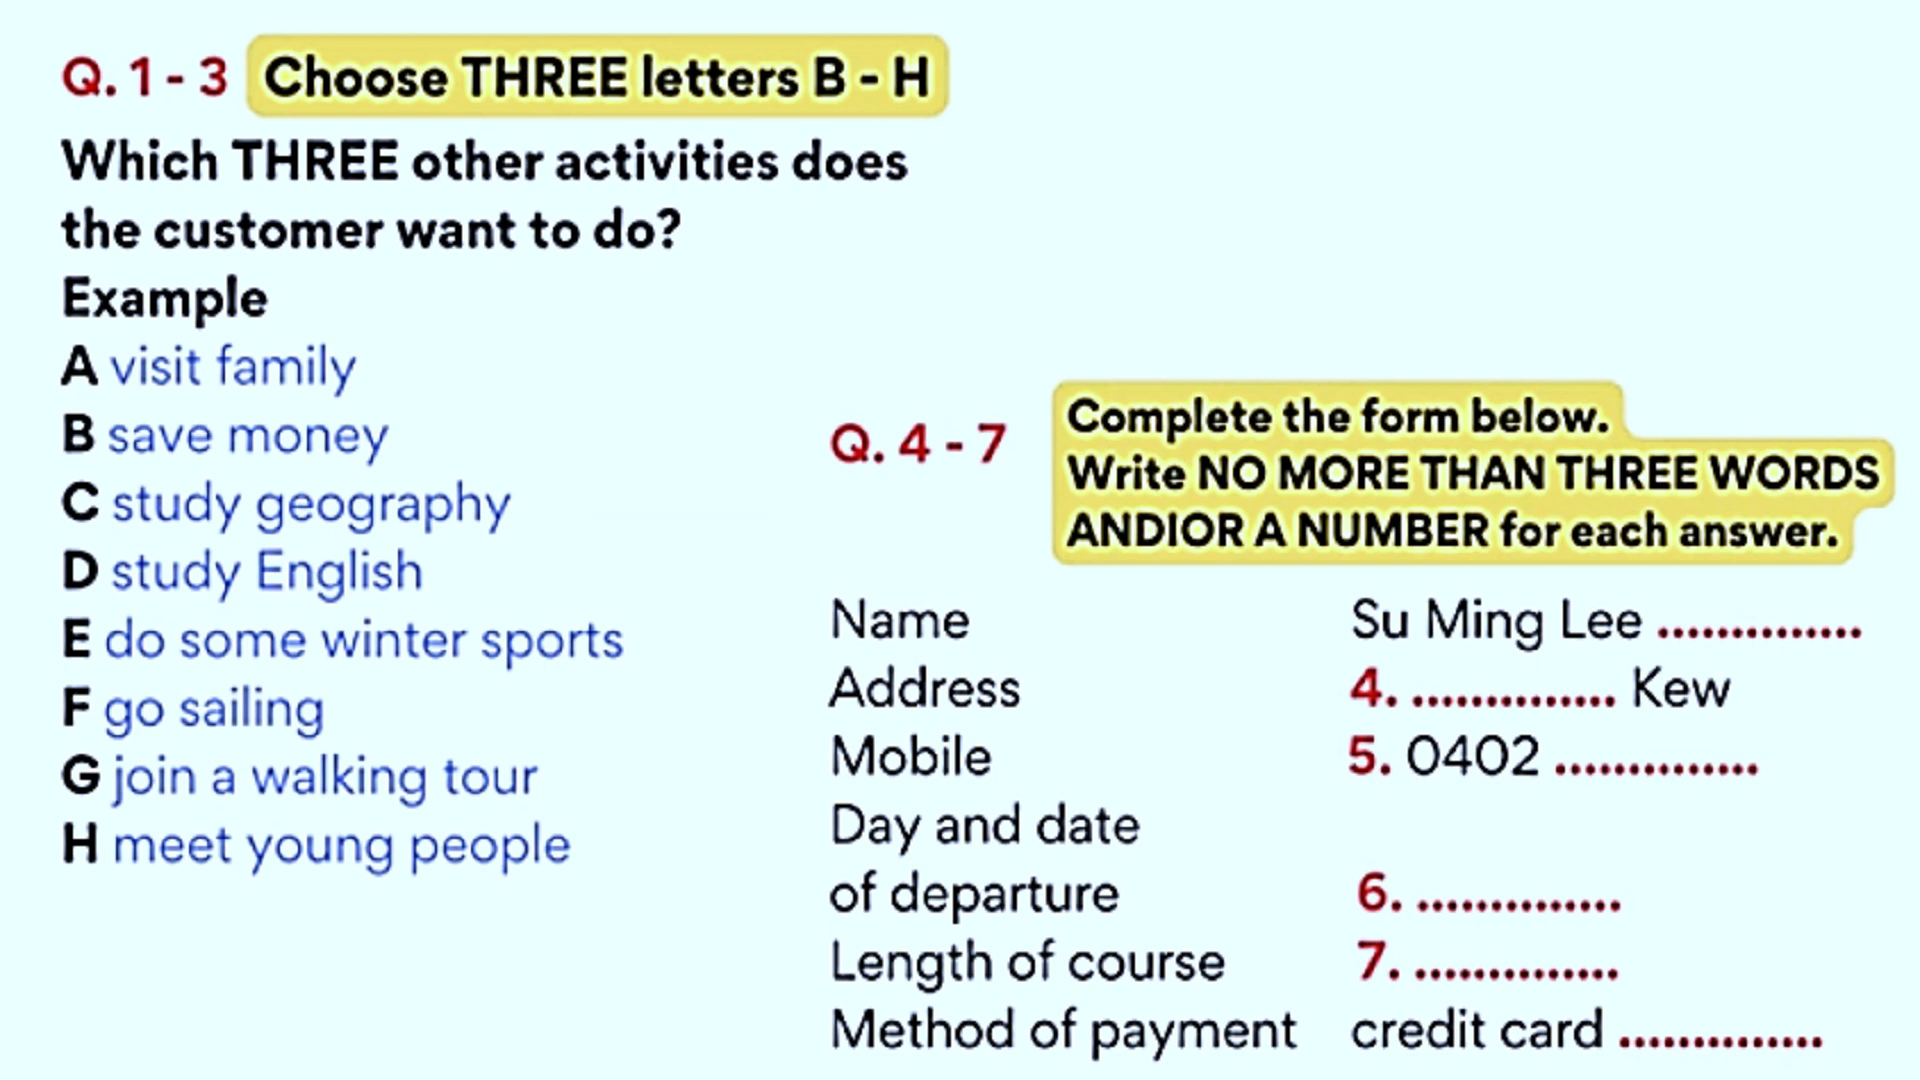 Q. 1 - 3 Choose THREE letters B - H
Which THREE other activities does
the customer want to do?
Example
A visit family
B save money
C study geography
D study English
E do some winter sports
F go sailing
G join a walking tour
H meet young people
Q. 4 - 7
Complete the form below.
Write NO MORE THAN THREE WORDS
ANDIOR A NUMBER for each answer.
Name Su Ming Lee ..............
Address 4. .............. Kew
Mobile 5. 0402 ..............
Day and date
of departure 6. ..............
Length of course 7. ..............
Method of payment credit card ..............